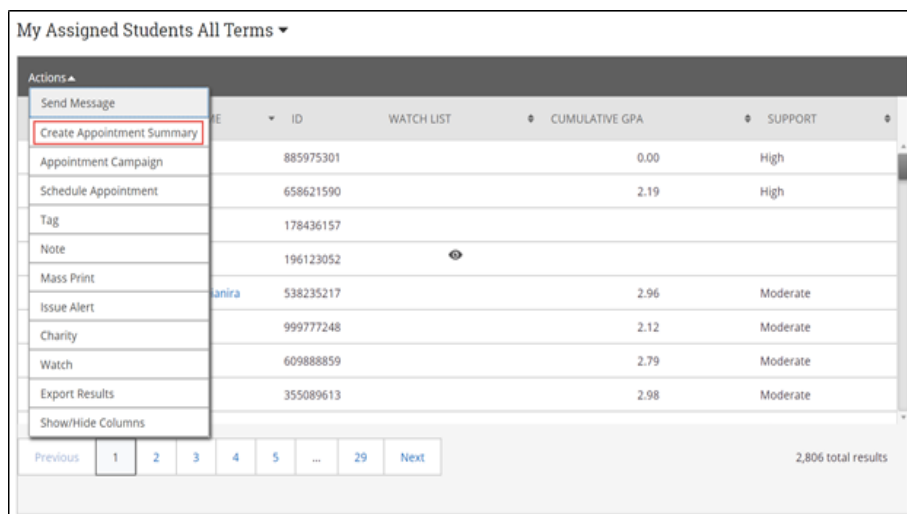 My Assigned Students All Terms
Actions
Send Message
Create Appointment Summary
Appointment Campaign
Schedule Appointment
Tag
Note
Mass Print
Issue Alert
Charity
Watch
Export Results
Show/Hide Columns
ID WATCH LIST CUMULATIVE GPA SUPPORT
885975301 0.00 High
658621590 2.19 High
178436157
196123052
538235217 2.96 Moderate
999777248 2.12 Moderate
609888859 2.79 Moderate
355089613 2.98 Moderate
Previous 1 2 3 4 5 ... 29 Next 2,806 total results